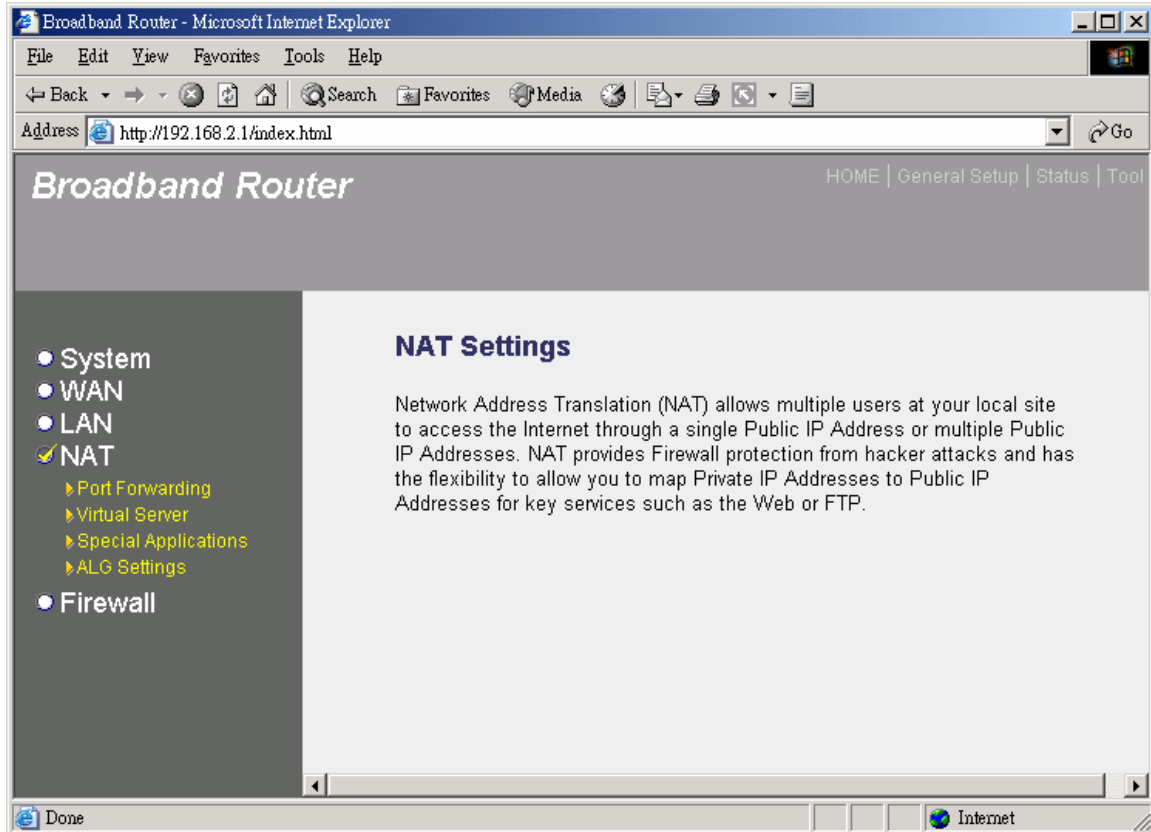 Broadband Router - Microsoft Internet Explorer
File Edit View Favorites Tools Help
Back Search Favorites Media
Address http://192.168.2.1/index.html Go
Broadband Router
HOME | General Setup | Status | Tool
System
WAN
LAN
NAT
Port Forwarding
Virtual Server
Special Applications
ALG Settings
Firewall
NAT Settings
Network Address Translation (NAT) allows multiple users at your local site
to access the Internet through a single Public IP Address or multiple Public
IP Addresses. NAT provides Firewall protection from hacker attacks and has
the flexibility to allow you to map Private IP Addresses to Public IP
Addresses for key services such as the Web or FTP.
Done Internet